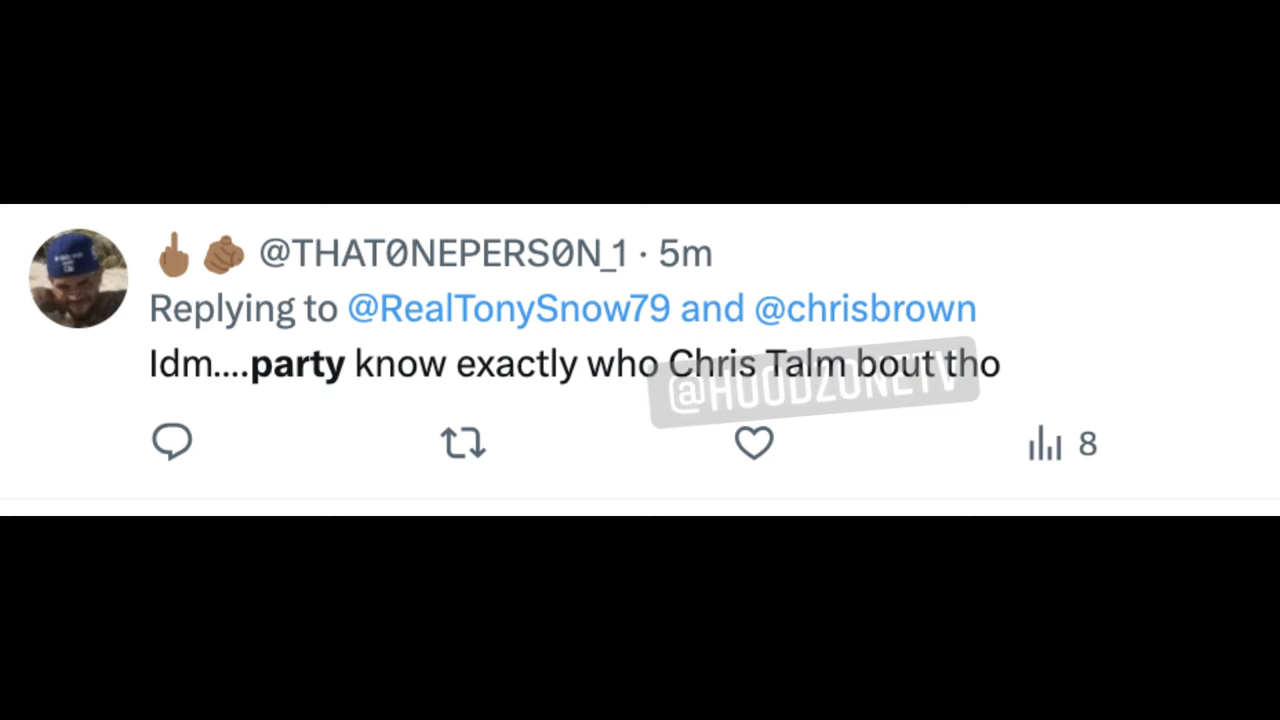 @THAT0NEPERS0N_1 · 5m
Replying to @RealTonySnow79 and @chrisbrown
Idm....party know exactly who Chris Talm bout tho
@HOODZONETV
8